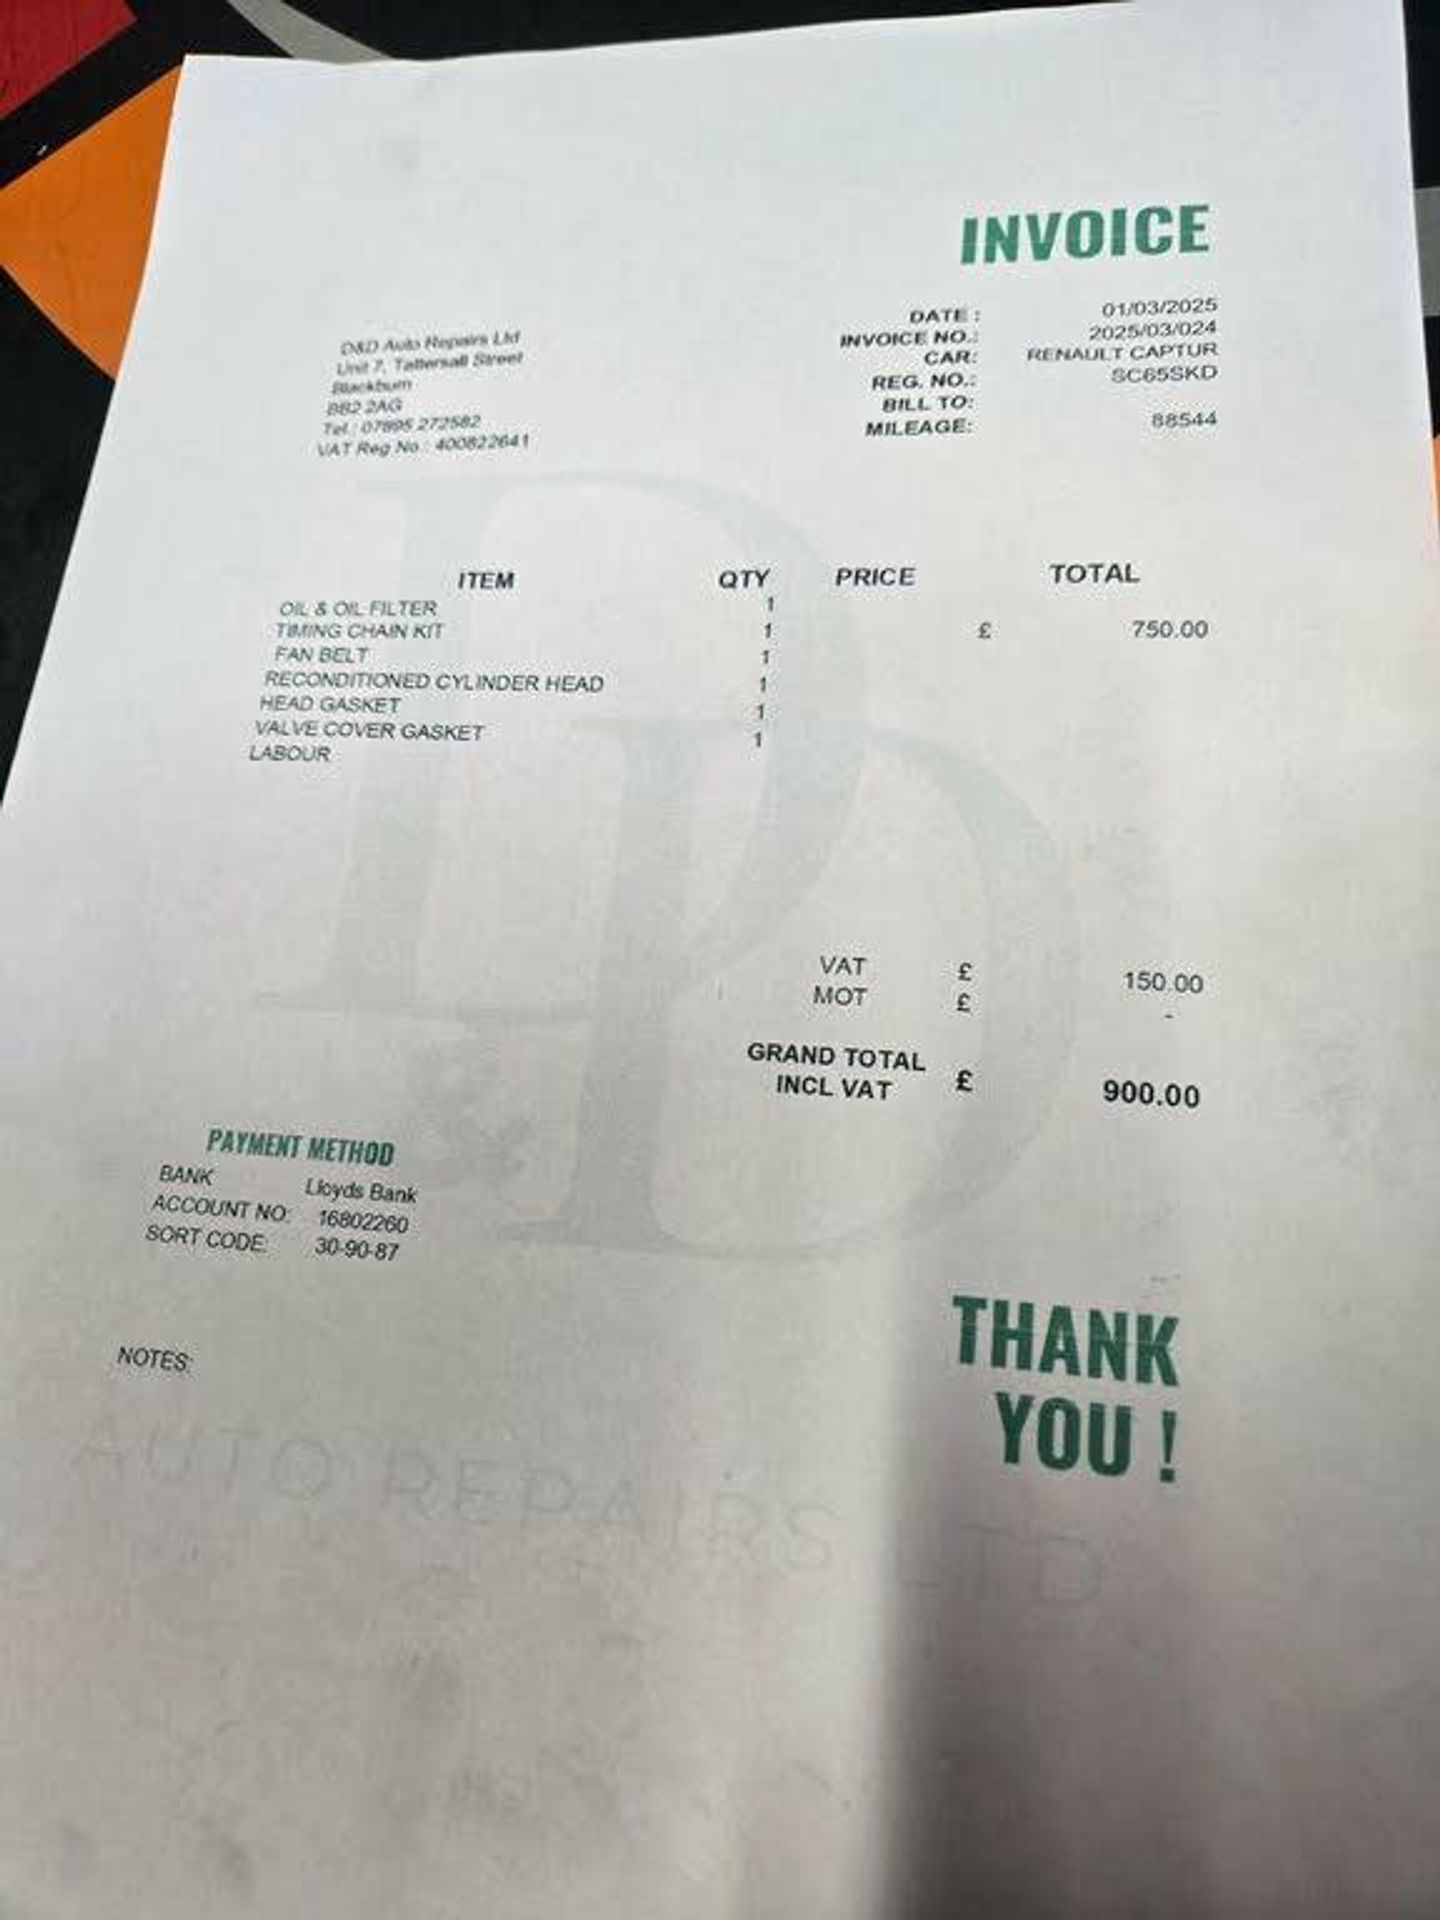 INVOICE
D&D Auto Repairs Ltd
Unit 7, Tattersall Street
Blackburn
BB2 2AG
Tel.: 07895 272582
VAT Reg No.: 400822641
DATE : 01/03/2025
INVOICE NO.: 2025/03/024
CAR: RENAULT CAPTUR
REG. NO.: SC65SKD
BILL TO:
MILEAGE: 88544
ITEM QTY PRICE TOTAL
OIL & OIL FILTER 1
TIMING CHAIN KIT 1 £ 750.00
FAN BELT 1
RECONDITIONED CYLINDER HEAD 1
HEAD GASKET 1
VALVE COVER GASKET 1
LABOUR
VAT £ 150.00
MOT £ -
GRAND TOTAL
INCL VAT £ 900.00
PAYMENT METHOD
BANK Lloyds Bank
ACCOUNT NO: 16802260
SORT CODE: 30-90-87
THANK
YOU !
NOTES:
DD
AUTO REPAIRS LTD